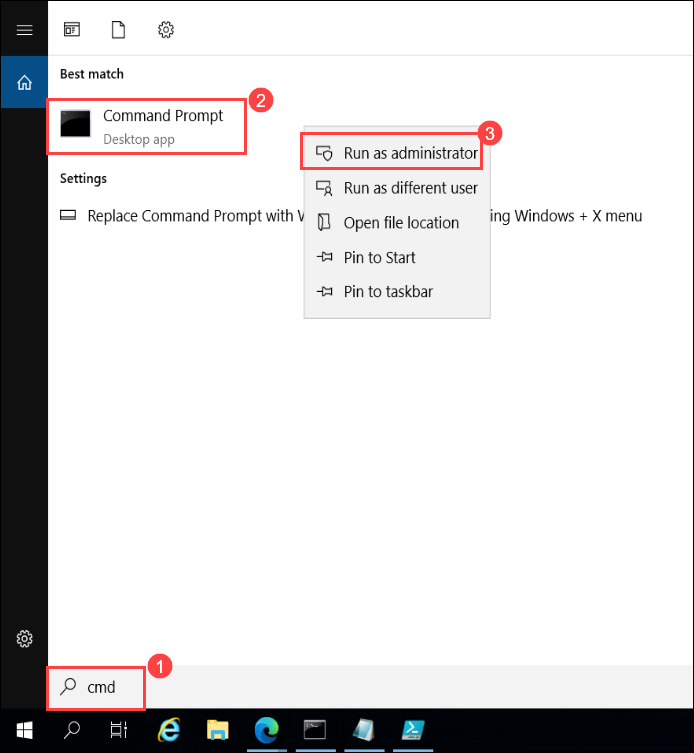 Best match
2
Command Prompt
Desktop app
3
Run as administrator
Settings
Run as different user
Replace Command Prompt with ing Windows + X menu
Open file location
Pin to Start
Pin to taskbar
1
cmd